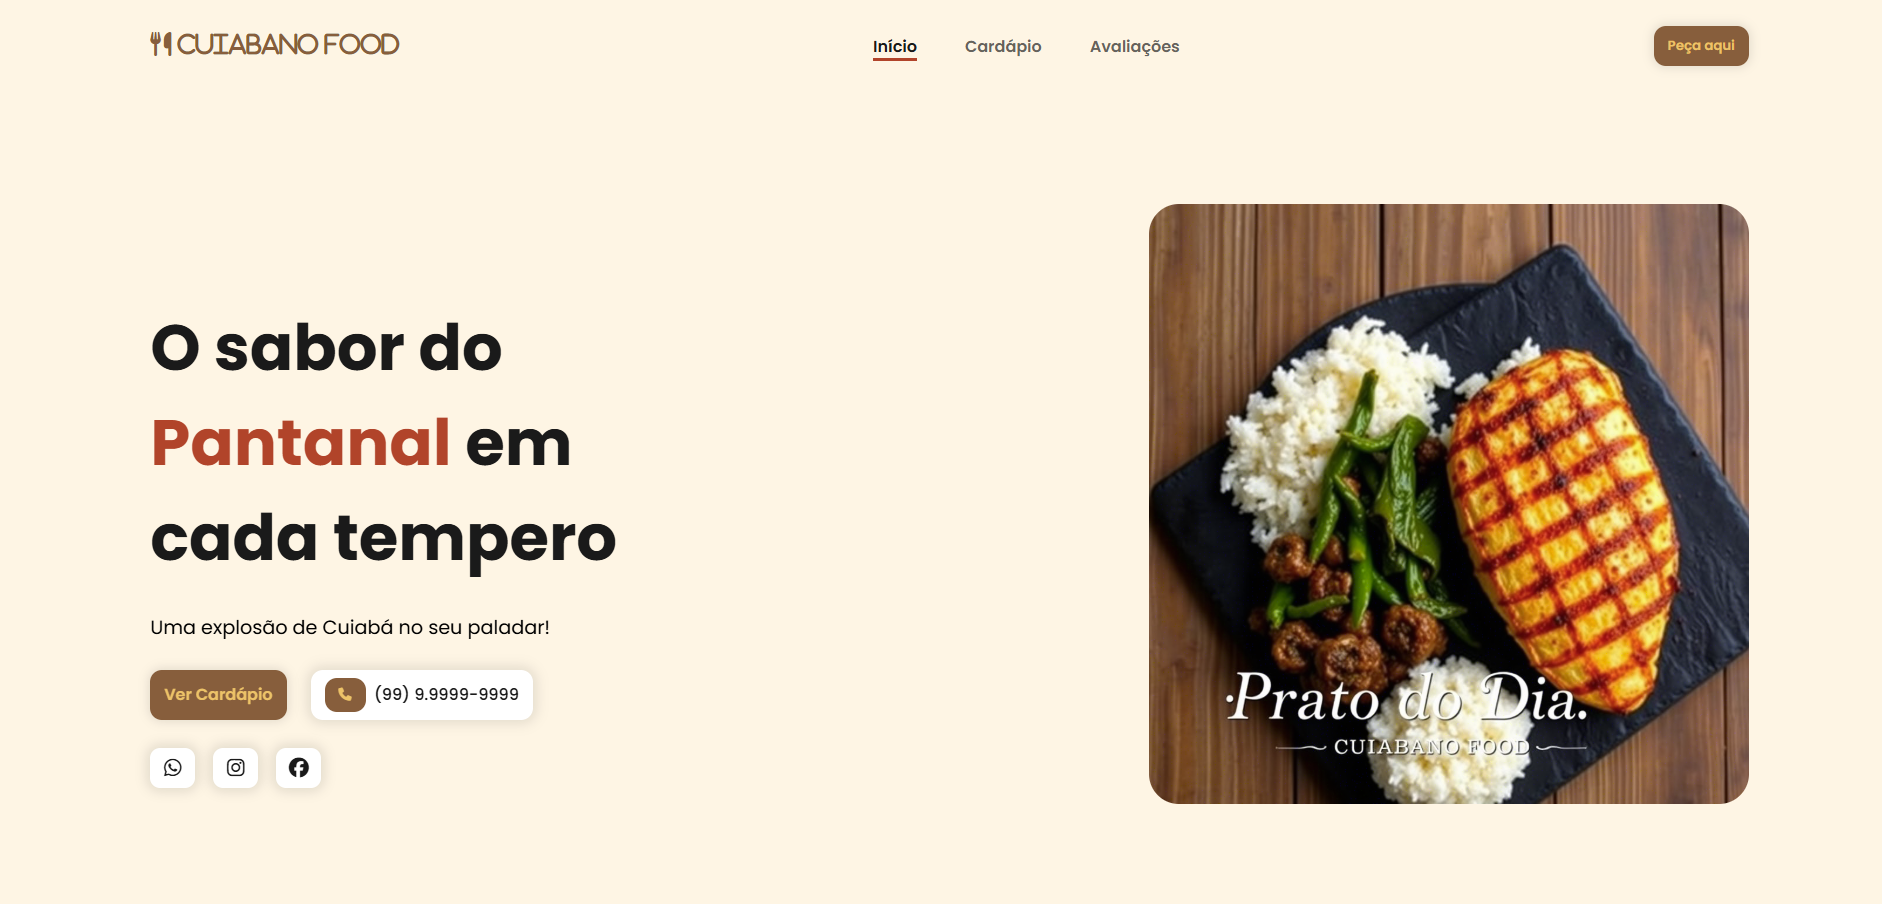 CUIABANO FOOD
Início
Cardápio
Avaliações
Peça aqui
O sabor do
Pantanal em
cada tempero
Uma explosão de Cuiabá no seu paladar!
Ver Cardápio
(99) 9.9999-9999
·Prato do Dia.
CUIABANO FOOD